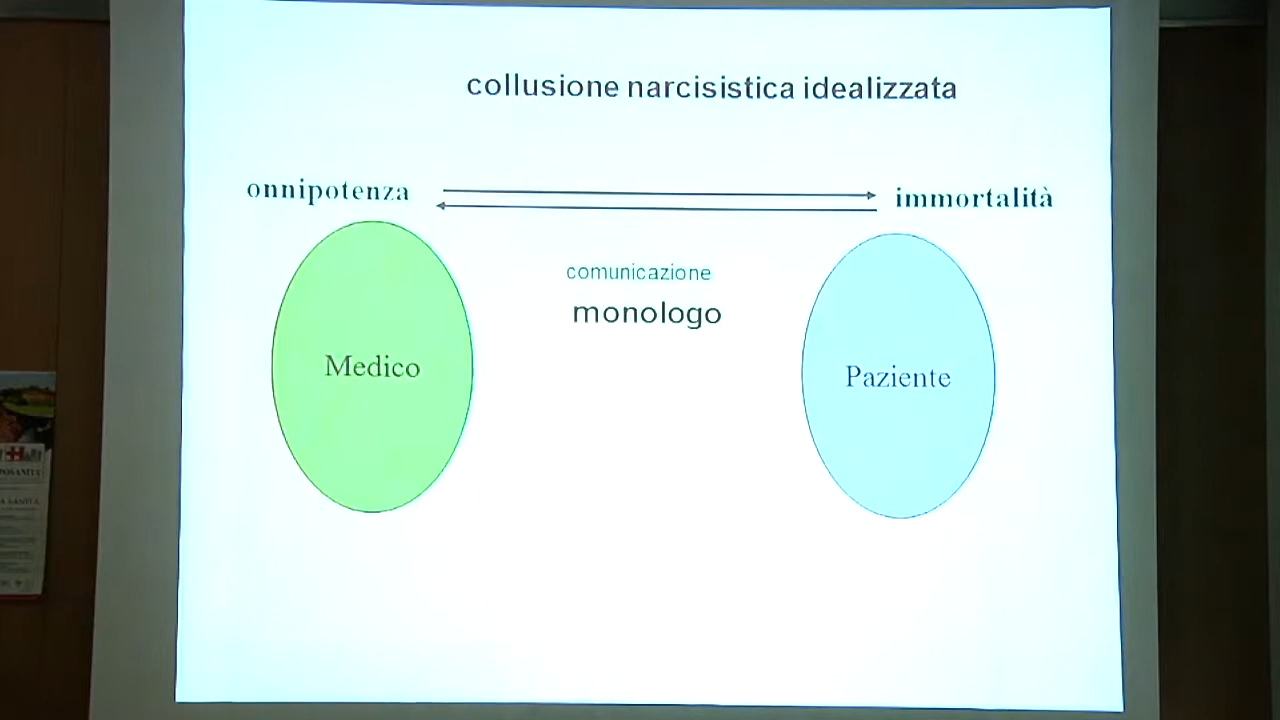 collusione narcisistica idealizzata
onnipotenza
immortalità
comunicazione
monologo
Medico
Paziente